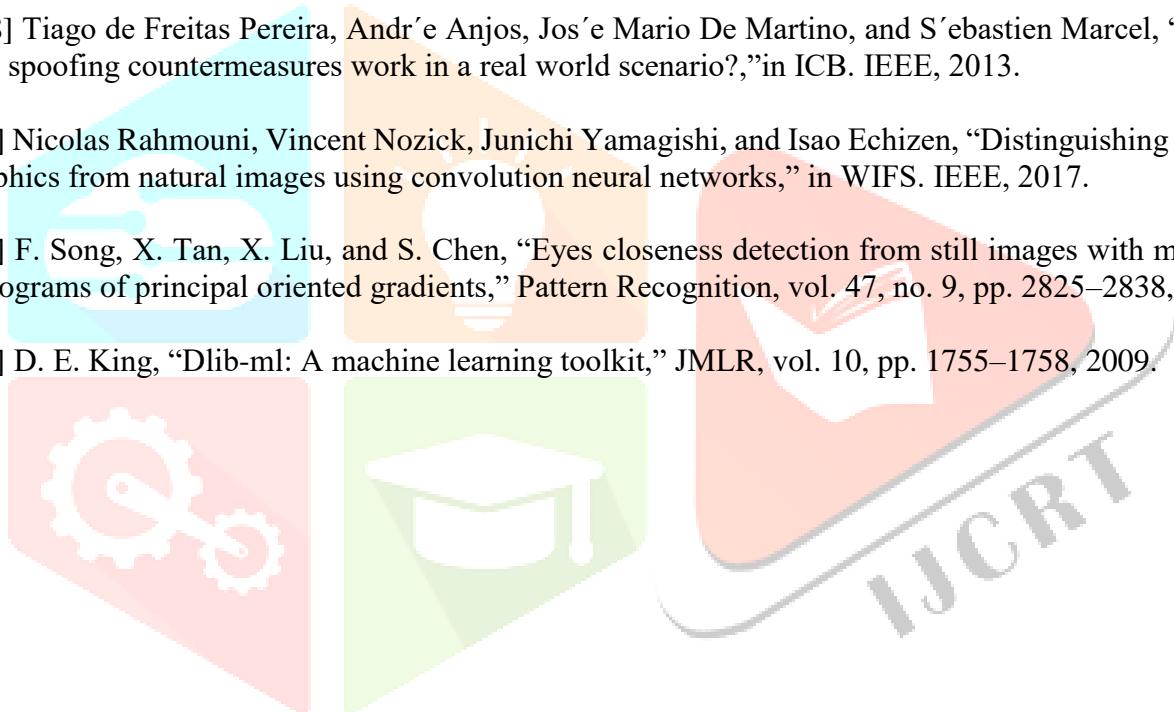 ] Tiago de Freitas Pereira, Andr´e Anjos, Jos´e Mario De Martino, and S´ebastien Marcel, “
spoofing countermeasures work in a real world scenario?,”in ICB. IEEE, 2013.
] Nicolas Rahmouni, Vincent Nozick, Junichi Yamagishi, and Isao Echizen, “Distinguishing
phics from natural images using convolution neural networks,” in WIFS. IEEE, 2017.
] F. Song, X. Tan, X. Liu, and S. Chen, “Eyes closeness detection from still images with m
ograms of principal oriented gradients,” Pattern Recognition, vol. 47, no. 9, pp. 2825–2838,
] D. E. King, “Dlib-ml: A machine learning toolkit,” JMLR, vol. 10, pp. 1755–1758, 2009.
IJCRT